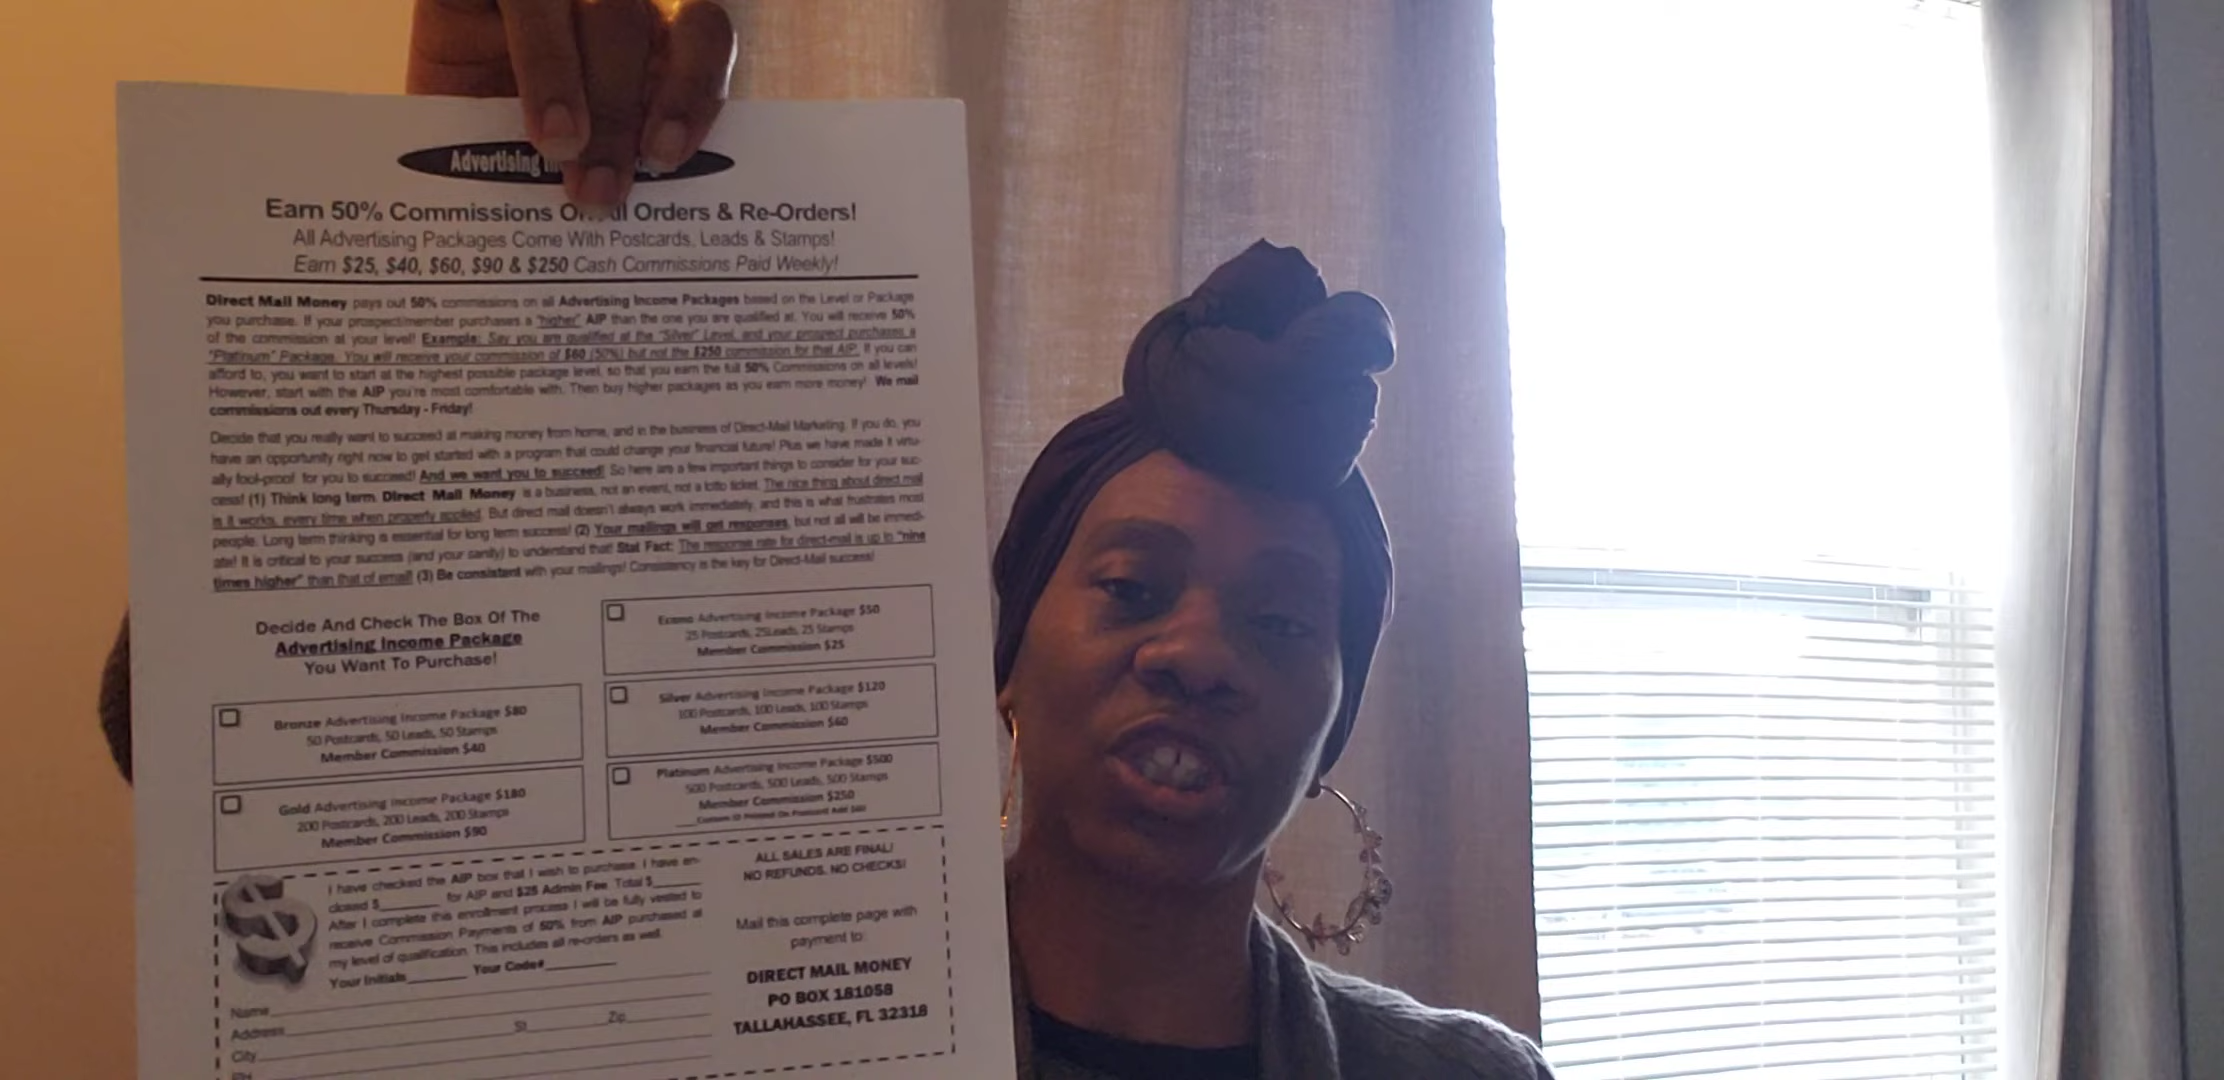 Advertising
Earn 50% Commissions On All Orders & Re-Orders!
All Advertising Packages Come With Postcards, Leads & Stamps!
Earn $25, $40, $60, $90 & $250 Cash Commissions Paid Weekly!
Direct Mail Money pays out 50% commissions on all Advertising Income Packages based on the Level or Package
you purchase. If your prospect/member purchases a "higher" AIP than the one you are qualified at. You will receive 50%
of the commission at your level! Example: Say you are qualified at the "Silver" Level, and your prospect purchases a
"Platinum" Package. You will receive your commission of $60 (50%) but not the $250 commission for that AIP. If you can
afford to, you want to start at the highest possible package level, so that you earn the full 50% Commissions on all levels!
However, start with the AIP you're most comfortable with. Then buy higher packages as you earn more money! We mail
commissions out every Thursday - Friday!
Decide that you really want to succeed at making money from home, and in the business of Direct-Mail Marketing. If you do, you
have an opportunity right now to get started with a program that could change your financial future! Plus we have made it virtu-
ally fool-proof for you to succeed! And we want you to succeed! So here are a few important things to consider for your suc-
cess! (1) Think long term. Direct Mail Money is a business, not an event, not a lotto ticket. The nice thing about direct mail
is it works, every time when properly applied. But direct mail doesn't always work immediately, and this is what frustrates most
people. Long term thinking is essential for long term success! (2) Your mailings will get responses, but not all will be immedi-
ate! It is critical to your success (and your sanity) to understand that! Stat Fact: The response rate for direct-mail is up to "nine
times higher" than that of email! (3) Be consistent with your mailings! Consistency is the key for Direct-Mail success!
Decide And Check The Box Of The
Advertising Income Package
You Want To Purchase!
Econo Advertising Income Package $50
25 Postcards, 25Leads, 25 Stamps
Member Commission $25
Bronze Advertising Income Package $80
50 Postcards, 50 Leads, 50 Stamps
Member Commission $40
Silver Advertising Income Package $120
100 Postcards, 100 Leads, 100 Stamps
Member Commission $60
Gold Advertising Income Package $180
200 Postcards, 200 Leads, 200 Stamps
Member Commission $90
Platinum Advertising Income Package $500
500 Postcards, 500 Leads, 500 Stamps
Member Commission $250
I have checked the AIP box that I wish to purchase. I have en-
closed $________ for AIP and $25 Admin Fee. Total $______
After I complete this enrollment process I will be fully vested to
receive Commission Payments of 50% from AIP purchased at
my level of qualification. This includes all re-orders as well.
Your Initials________ Your Code#__________
Name
Address
St Zip
City
PH
ALL SALES ARE FINAL!
NO REFUNDS. NO CHECKS!
Mail this complete page with
payment to:
DIRECT MAIL MONEY
PO BOX 181058
TALLAHASSEE, FL 32318